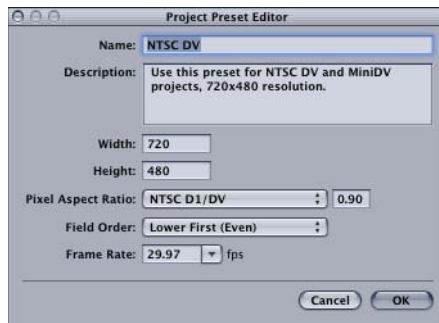 Project Preset Editor
Name: NTSC DV
Description: Use this preset for NTSC DV and MiniDV
projects, 720x480 resolution.
Width: 720
Height: 480
Pixel Aspect Ratio: NTSC D1/DV 0.90
Field Order: Lower First (Even)
Frame Rate: 29.97 fps
Cancel OK